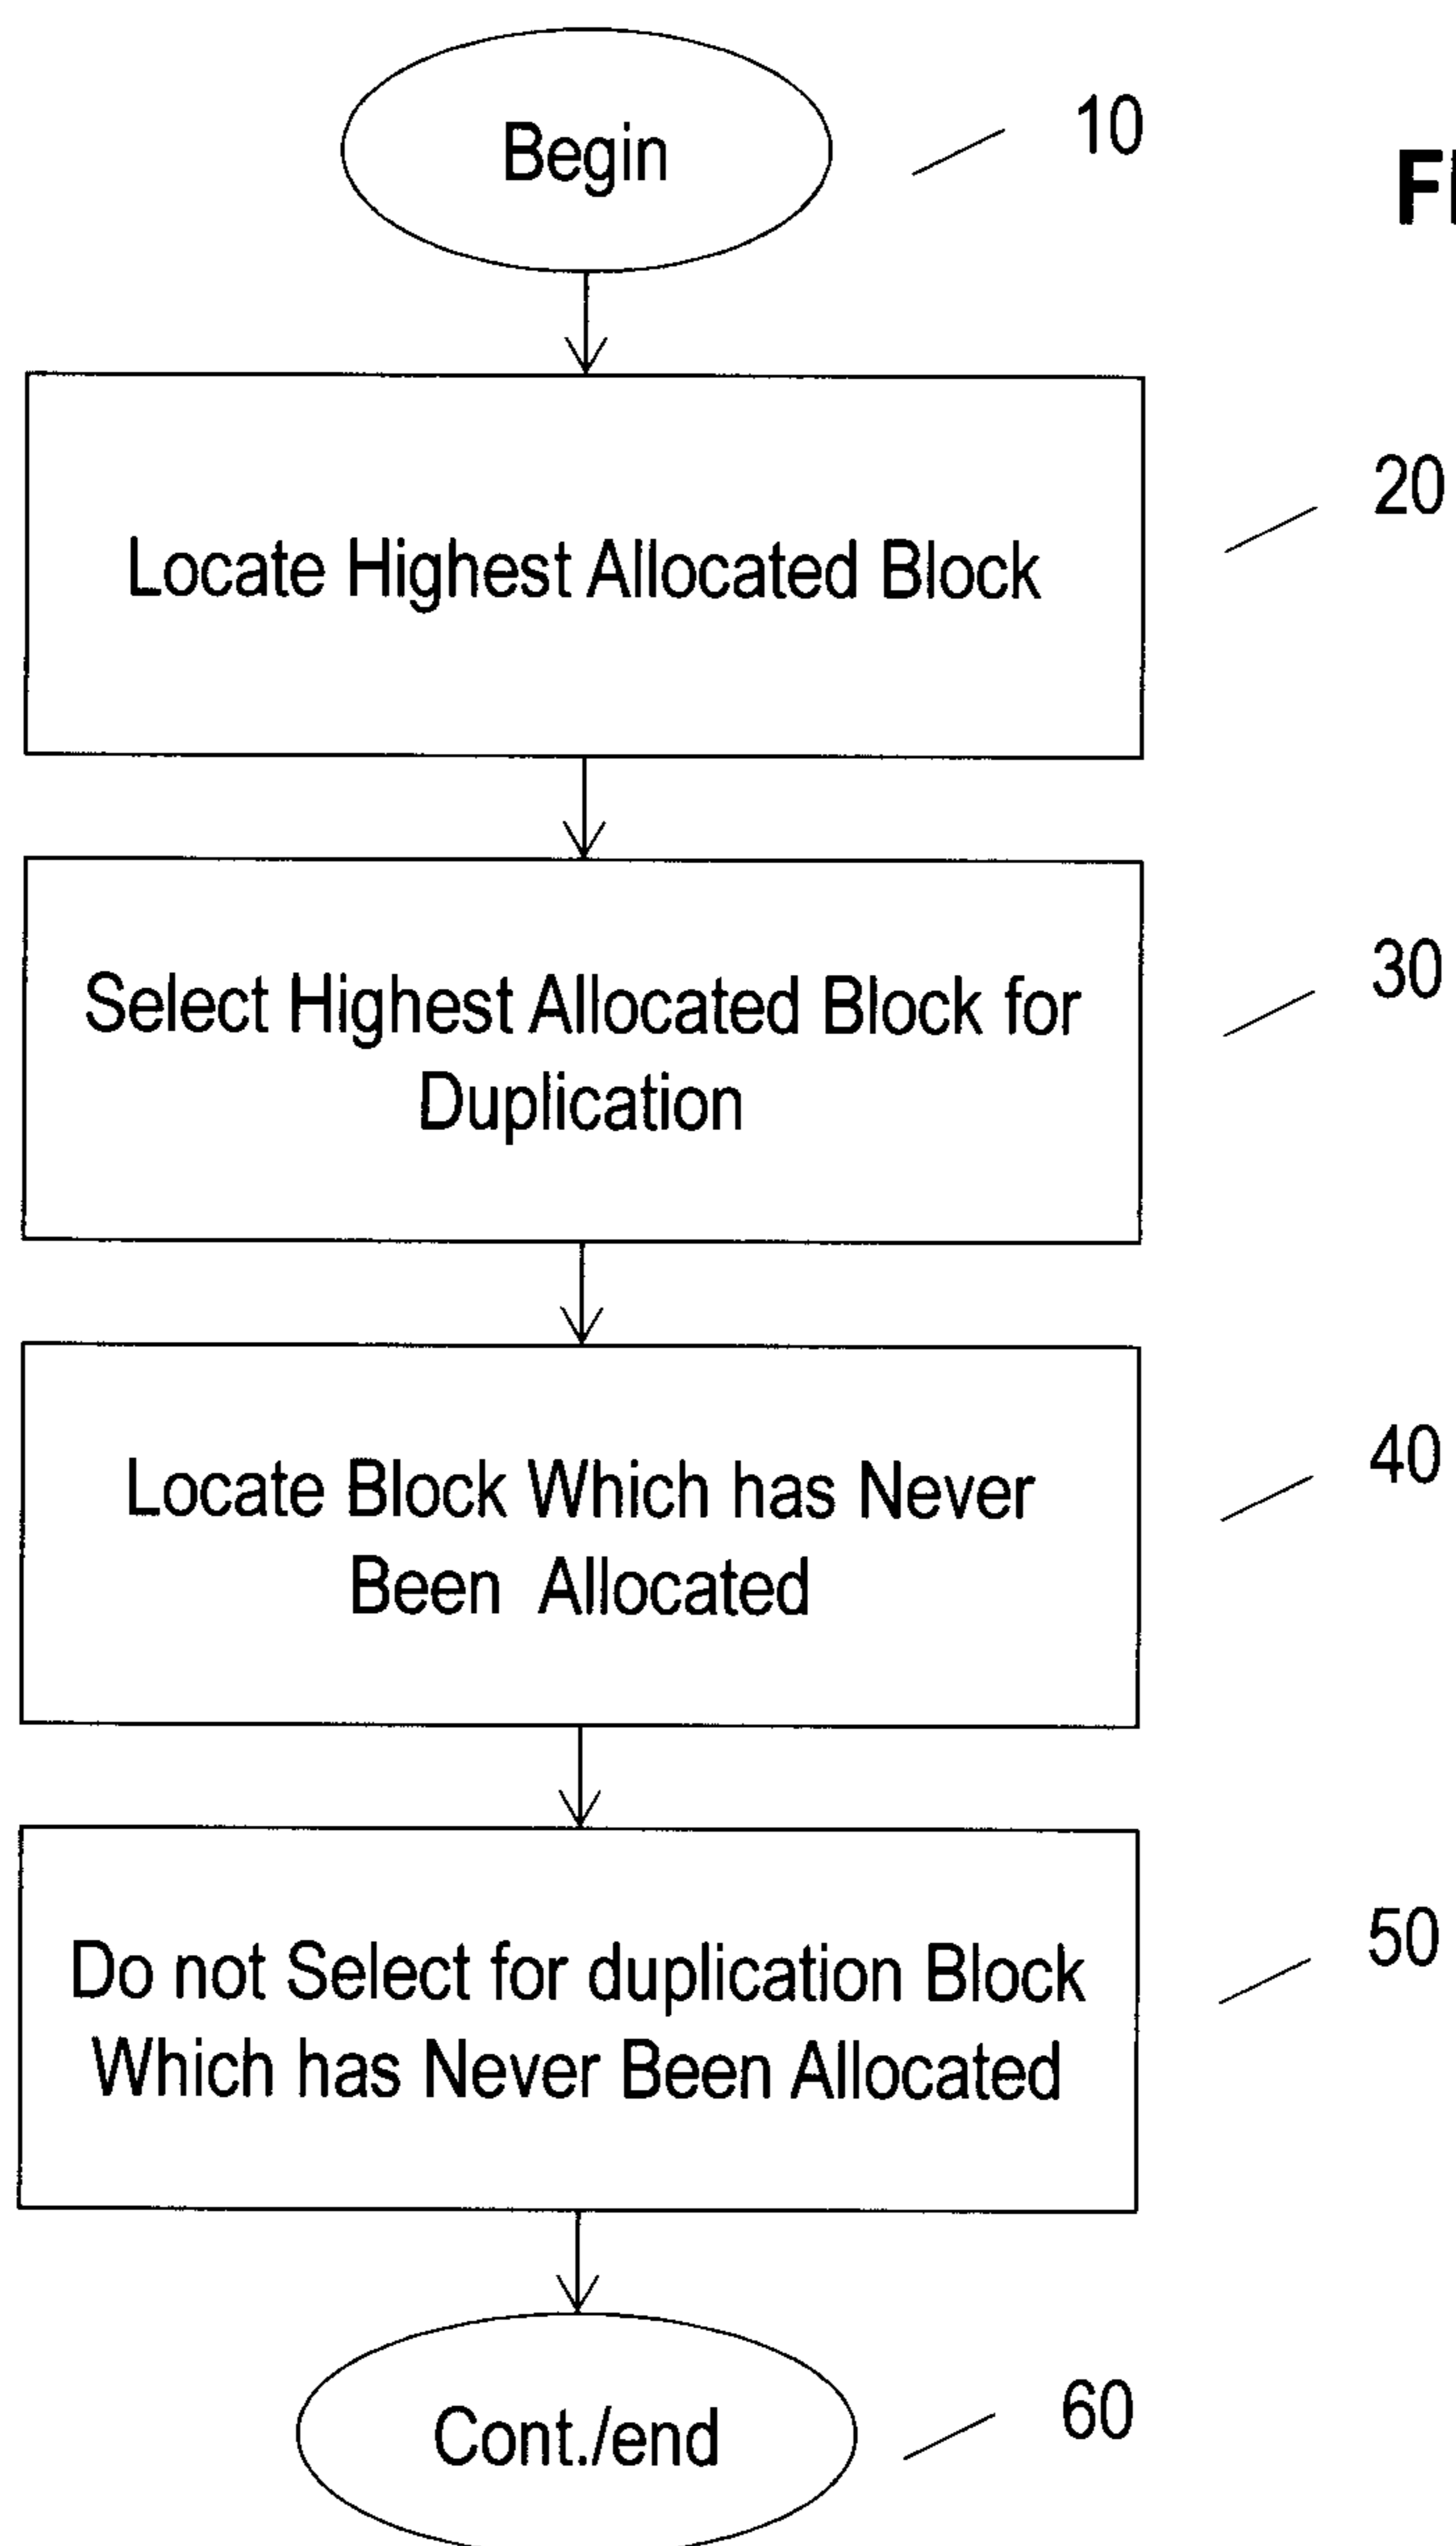 Begin
10
Locate Highest Allocated Block
20
Select Highest Allocated Block for
Duplication
30
Locate Block Which has Never
Been Allocated
40
Do not Select for duplication Block
Which has Never Been Allocated
50
Cont./end
60